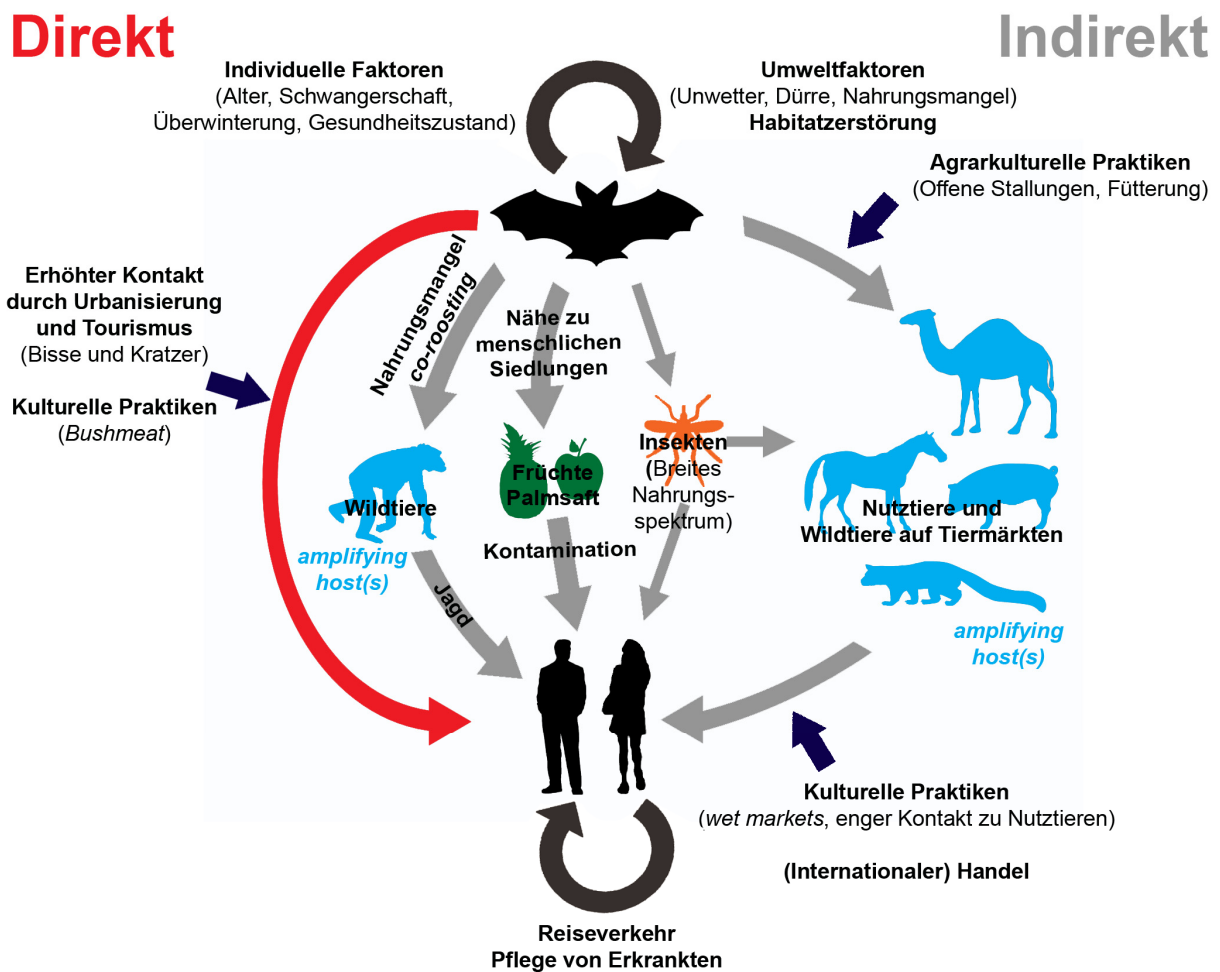 Direkt
Indirekt
Individuelle Faktoren
(Alter, Schwangerschaft,
Überwinterung, Gesundheitszustand)
Umweltfaktoren
(Unwetter, Dürre, Nahrungsmangel)
Habitatzerstörung
Agrarkulturelle Praktiken
(Offene Stallungen, Fütterung)
Erhöhter Kontakt
durch Urbanisierung
und Tourismus
(Bisse und Kratzer)
Kulturelle Praktiken
(Bushmeat)
Nahrungsmangel
co-roosting
Nähe zu
menschlichen
Siedlungen
Wildtiere
amplifying
host(s)
Jagd
Früchte
Palmsaft
Kontamination
Insekten
(Breites
Nahrungs-
spektrum)
Nutztiere und
Wildtiere auf Tiermärkten
amplifying
host(s)
Kulturelle Praktiken
(wet markets, enger Kontakt zu Nutztieren)
(Internationaler) Handel
Reiseverkehr
Pflege von Erkrankten